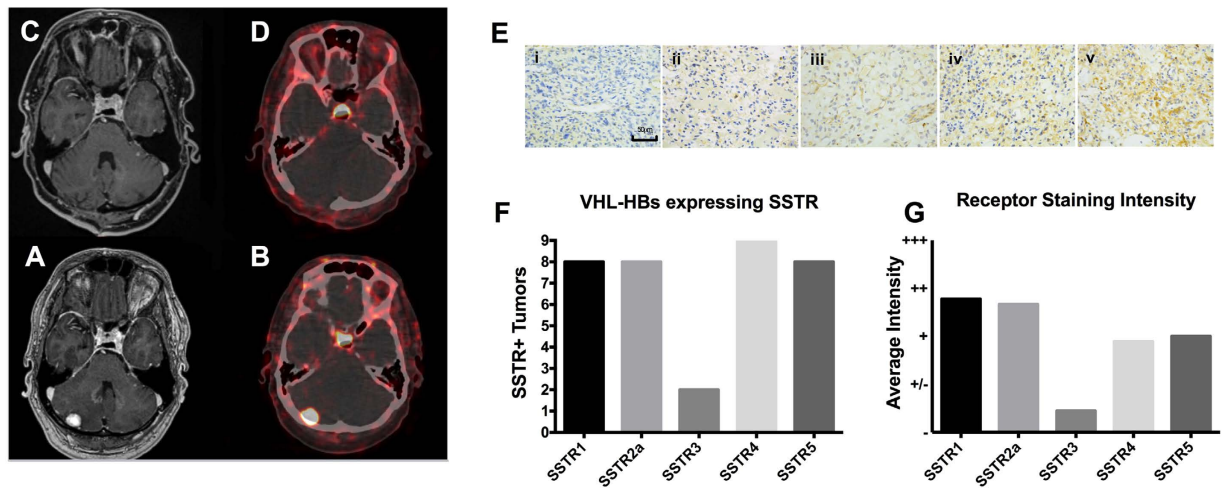 C
D
A
B
E
i
ii
iii
iv
v
50µm
F
VHL-HBs expressing SSTR
SSTR+ Tumors
9
8
7
6
5
4
3
2
1
0
SSTR1
SSTR2a
SSTR3
SSTR4
SSTR5
G
Receptor Staining Intensity
Average Intensity
+++
++
+
+/-
-
SSTR1
SSTR2a
SSTR3
SSTR4
SSTR5